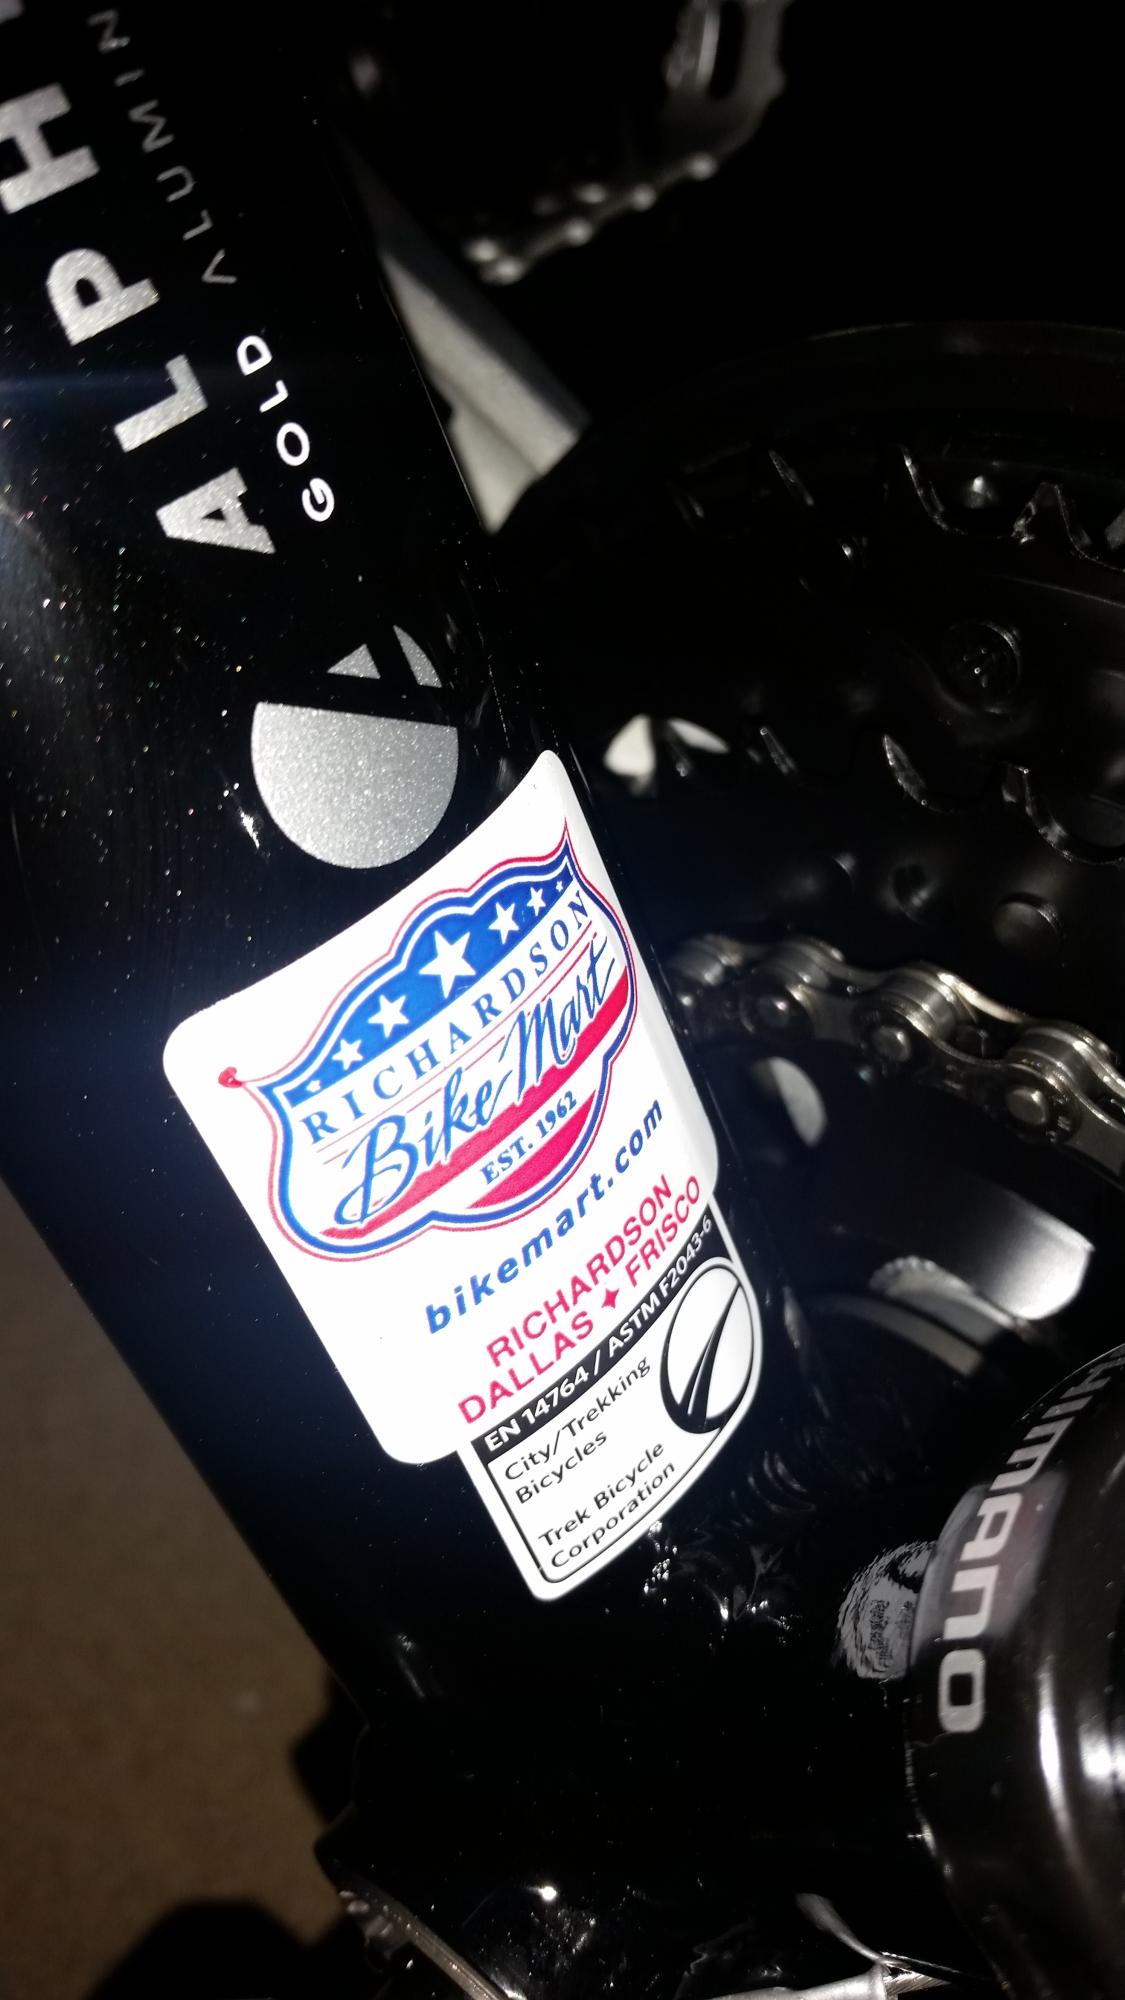 ALPH
GOLD ALUMIN
RICHARDSON
Bike Mart
EST. 1962
bikemart.com
RICHARDSON
DALLAS ✦ FRISCO
EN 14764 / ASTM F2043-6
City/Trekking
Bicycles
Trek Bicycle
Corporation
SHIMANO